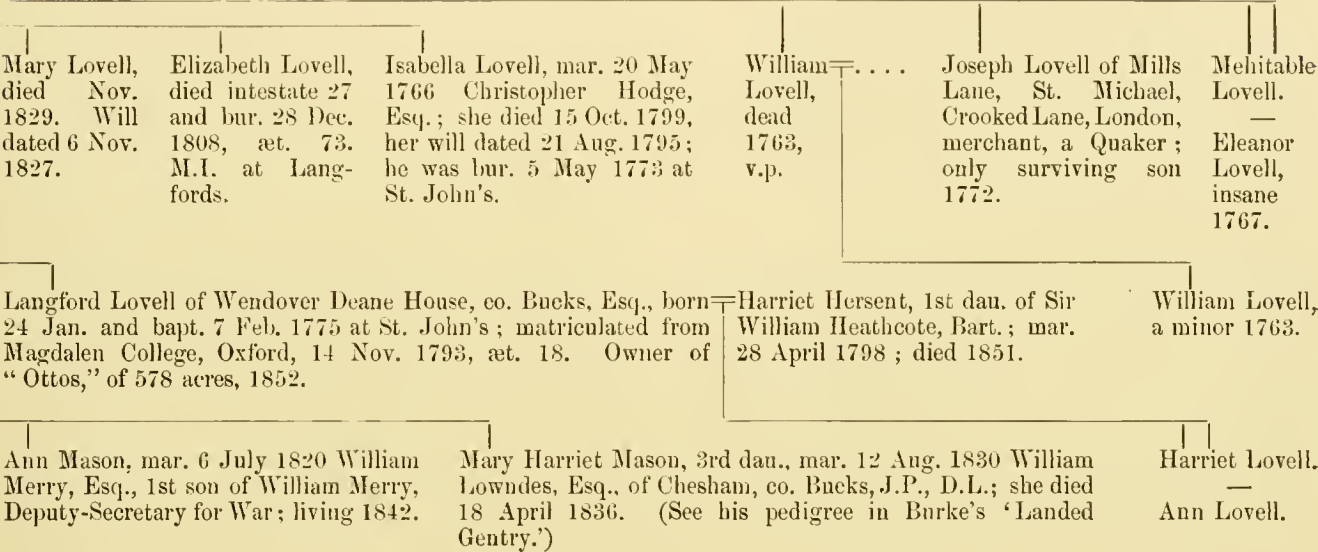 Mary Lovell,
died Nov.
1829. Will
dated 6 Nov.
1827.
Elizabeth Lovell,
died intestate 27
and bur. 28 Dec.
1808, æt. 73.
M.I. at Lang-
fords.
Isabella Lovell, mar. 20 May
1766 Christopher Hodge,
Esq.; she died 15 Oct. 1799,
her will dated 21 Aug. 1795;
he was bur. 5 May 1773 at
St. John's.
William=....
Lovell,
dead
1763,
v.p.
Joseph Lovell of Mills
Lane, St. Michael,
Crooked Lane, London,
merchant, a Quaker;
only surviving son
1772.
Mehitable
Lovell.
—
Eleanor
Lovell,
insane
1767.
Langford Lovell of Wendover Deane House, co. Bucks, Esq., born=
24 Jan. and bapt. 7 Feb. 1775 at St. John's; matriculated from
Magdalen College, Oxford, 14 Nov. 1793, æt. 18. Owner of
"Ottos," of 578 acres, 1852.
Harriet Hersent, 1st dau. of Sir
William Heathcote, Bart.; mar.
28 April 1798; died 1851.
William Lovell,
a minor 1763.
Ann Mason, mar. 6 July 1820 William
Merry, Esq., 1st son of William Merry,
Deputy-Secretary for War; living 1842.
Mary Harriet Mason, 3rd dau., mar. 12 Aug. 1830 William
Lowndes, Esq., of Chesham, co. Bucks, J.P., D.L.; she died
18 April 1836. (See his pedigree in Burke's 'Landed
Gentry.')
Harriet Lovell.
—
Ann Lovell.